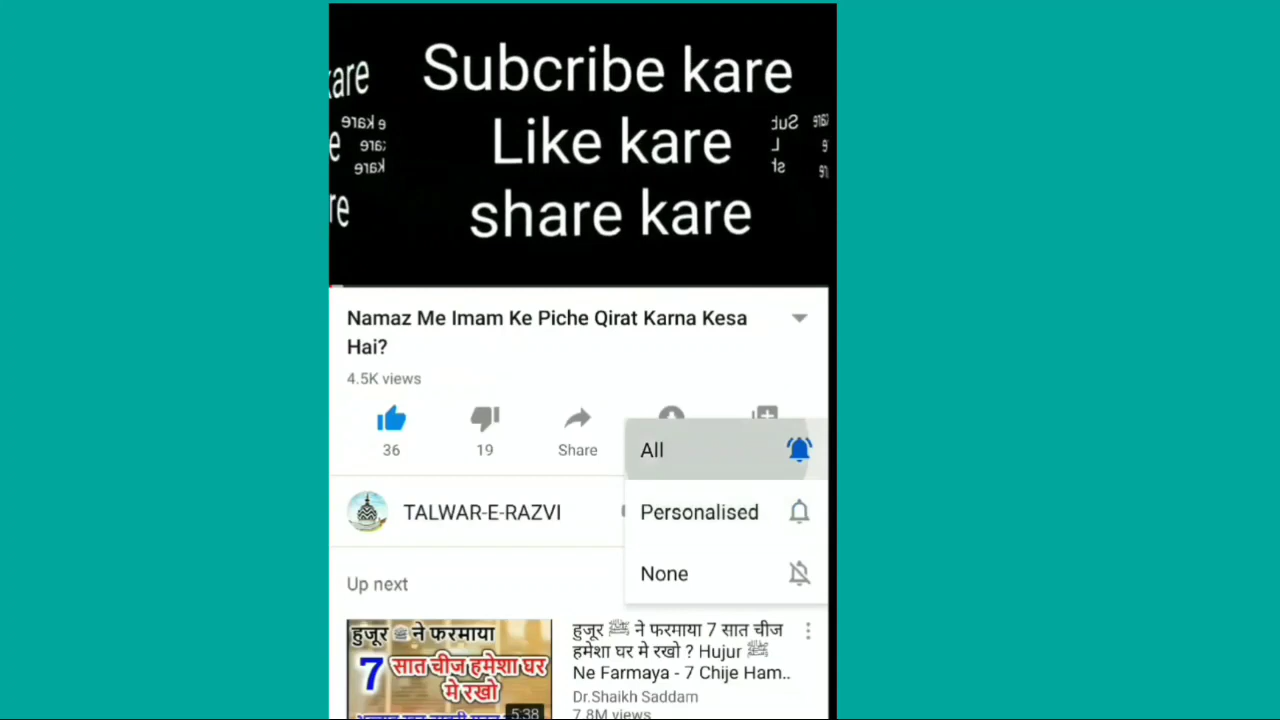 Subcribe kare
Like kare
share kare
Namaz Me Imam Ke Piche Qirat Karna Kesa
Hai?
4.5K views
36
19
Share
All
TALWAR-E-RAZVI
Personalised
None
Up next
हुजूर ﷺ ने फरमाया
7 सात चीज हमेशा घर
मे रखो
5:38
हुजूर ﷺ ने फरमाया 7 सात चीज
हमेशा घर मे रखो ? Hujur ﷺ
Ne Farmaya - 7 Chije Ham..
Dr.Shaikh Saddam
7.8M views